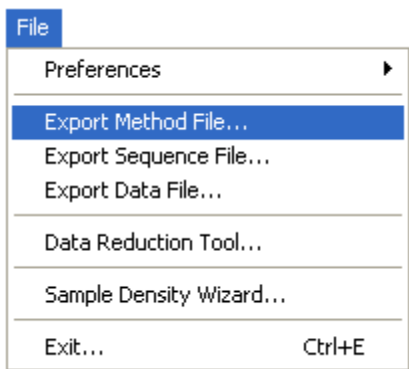 File
Preferences
Export Method File...
Export Sequence File...
Export Data File...
Data Reduction Tool...
Sample Density Wizard...
Exit... Ctrl+E